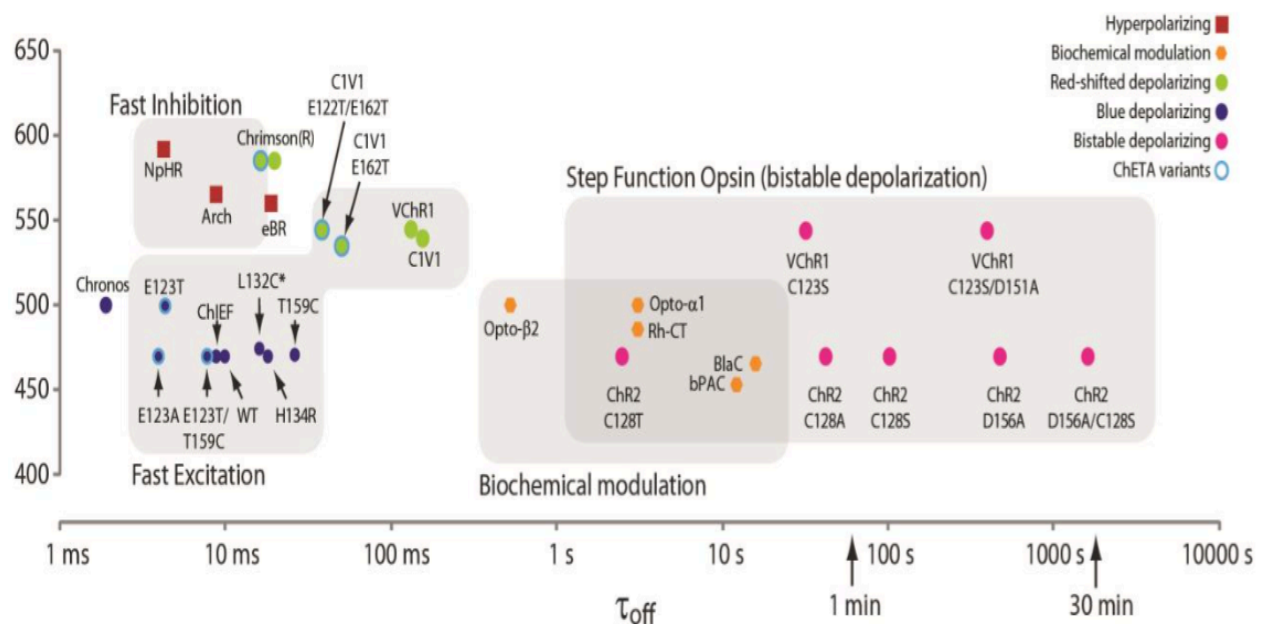 Hyperpolarizing
Biochemical modulation
Red-shifted depolarizing
Blue depolarizing
Bistable depolarizing
ChETA variants
650
600
550
500
450
400
Fast Inhibition
NpHR
Arch
eBR
Chrimson(R)
C1V1
E122T/E162T
C1V1
E162T
VChR1
C1V1
Chronos
E123T
ChIEF
L132C*
T159C
E123A
E123T/
T159C
WT
H134R
Fast Excitation
Step Function Opsin (bistable depolarization)
VChR1
C123S
VChR1
C123S/D151A
Opto-β2
Opto-α1
Rh-CT
BlaC
bPAC
ChR2
C128T
ChR2
C128A
ChR2
C128S
ChR2
D156A
ChR2
D156A/C128S
Biochemical modulation
1 ms
10 ms
100 ms
1 s
10 s
100 s
1000 s
10000 s
τoff
1 min
30 min